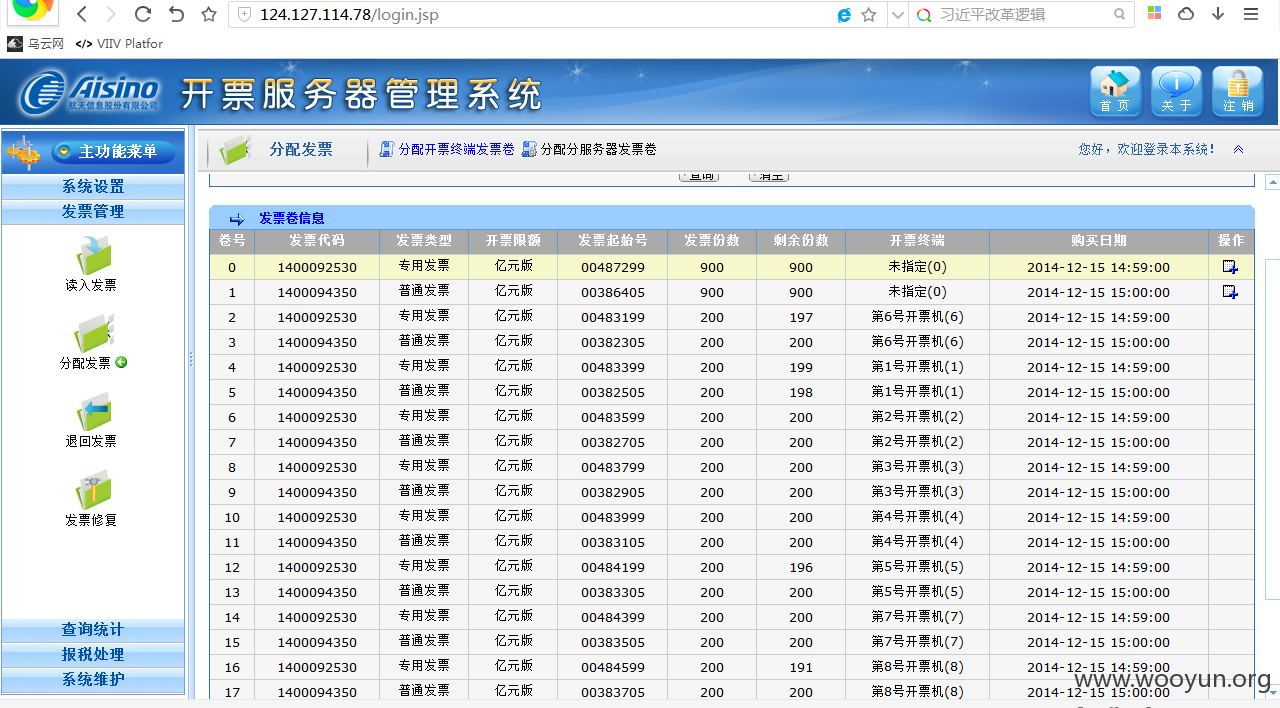 124.127.114.78/login.jsp
习近平改革逻辑
乌云网 </> VIIV Platfor
Aisino
航天信息股份有限公司
开票服务器管理系统
首 页 关 于 注 销
主功能菜单
系统设置
发票管理
读入发票
分配发票
退回发票
发票修复
查询统计
报税处理
系统维护
分配发票 分配开票终端发票卷 分配分服务器发票卷 您好，欢迎登录本系统!
查询 清空
发票卷信息
卷号 发票代码 发票类型 开票限额 发票起始号 发票份数 剩余份数 开票终端 购买日期 操作
0 1400092530 专用发票 亿元版 00487299 900 900 未指定(0) 2014-12-15 14:59:00
1 1400094350 普通发票 亿元版 00386405 900 900 未指定(0) 2014-12-15 15:00:00
2 1400092530 专用发票 亿元版 00483199 200 197 第6号开票机(6) 2014-12-15 14:59:00
3 1400094350 普通发票 亿元版 00382305 200 200 第6号开票机(6) 2014-12-15 15:00:00
4 1400092530 专用发票 亿元版 00483399 200 199 第1号开票机(1) 2014-12-15 14:59:00
5 1400094350 普通发票 亿元版 00382505 200 198 第1号开票机(1) 2014-12-15 15:00:00
6 1400092530 专用发票 亿元版 00483599 200 200 第2号开票机(2) 2014-12-15 14:59:00
7 1400094350 普通发票 亿元版 00382705 200 200 第2号开票机(2) 2014-12-15 15:00:00
8 1400092530 专用发票 亿元版 00483799 200 200 第3号开票机(3) 2014-12-15 14:59:00
9 1400094350 普通发票 亿元版 00382905 200 200 第3号开票机(3) 2014-12-15 15:00:00
10 1400092530 专用发票 亿元版 00483999 200 200 第4号开票机(4) 2014-12-15 14:59:00
11 1400094350 普通发票 亿元版 00383105 200 200 第4号开票机(4) 2014-12-15 15:00:00
12 1400092530 专用发票 亿元版 00484199 200 196 第5号开票机(5) 2014-12-15 14:59:00
13 1400094350 普通发票 亿元版 00383305 200 200 第5号开票机(5) 2014-12-15 15:00:00
14 1400092530 专用发票 亿元版 00484399 200 200 第7号开票机(7) 2014-12-15 14:59:00
15 1400094350 普通发票 亿元版 00383505 200 200 第7号开票机(7) 2014-12-15 15:00:00
16 1400092530 专用发票 亿元版 00484599 200 191 第8号开票机(8) 2014-12-15 14:59:00
17 1400094350 普通发票 亿元版 00383705 200 200 第8号开票机(8) 2014-12-15 15:00:00
www.wooyun.org